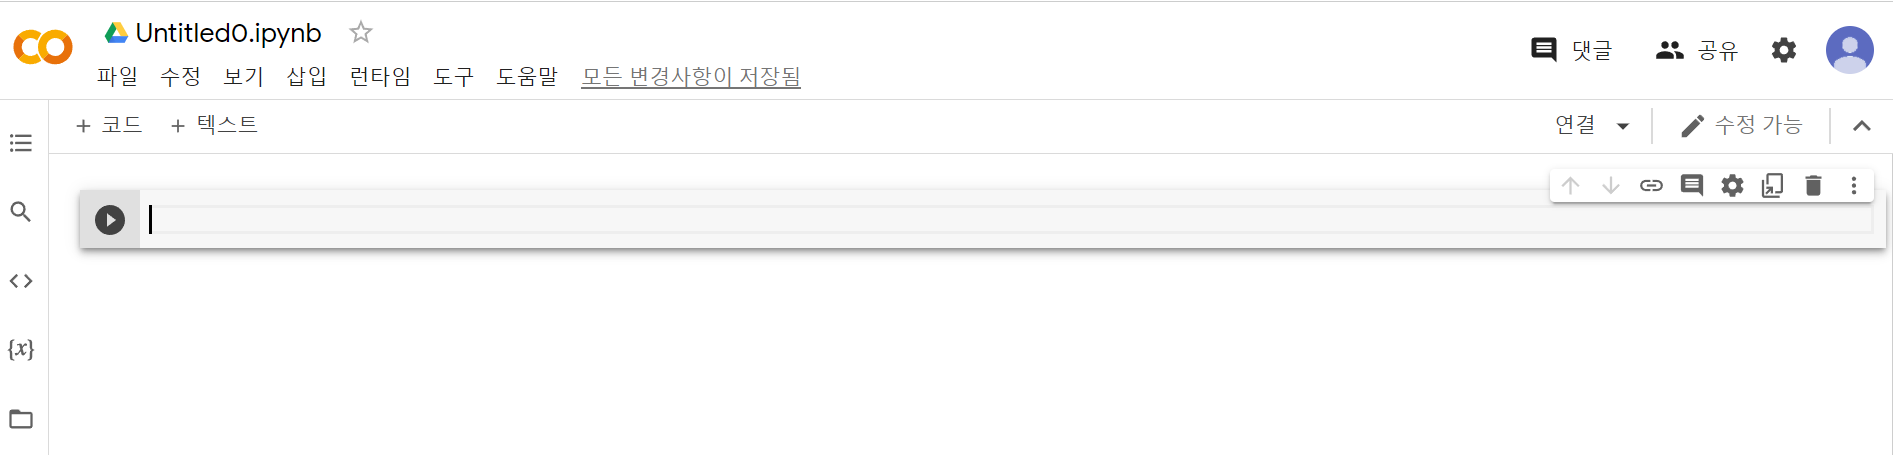 Untitled0.ipynb
댓글 공유
파일 수정 보기 삽입 런타임 도구 도움말 모든 변경사항이 저장됨
+ 코드 + 텍스트 연결 수정 가능
{x}